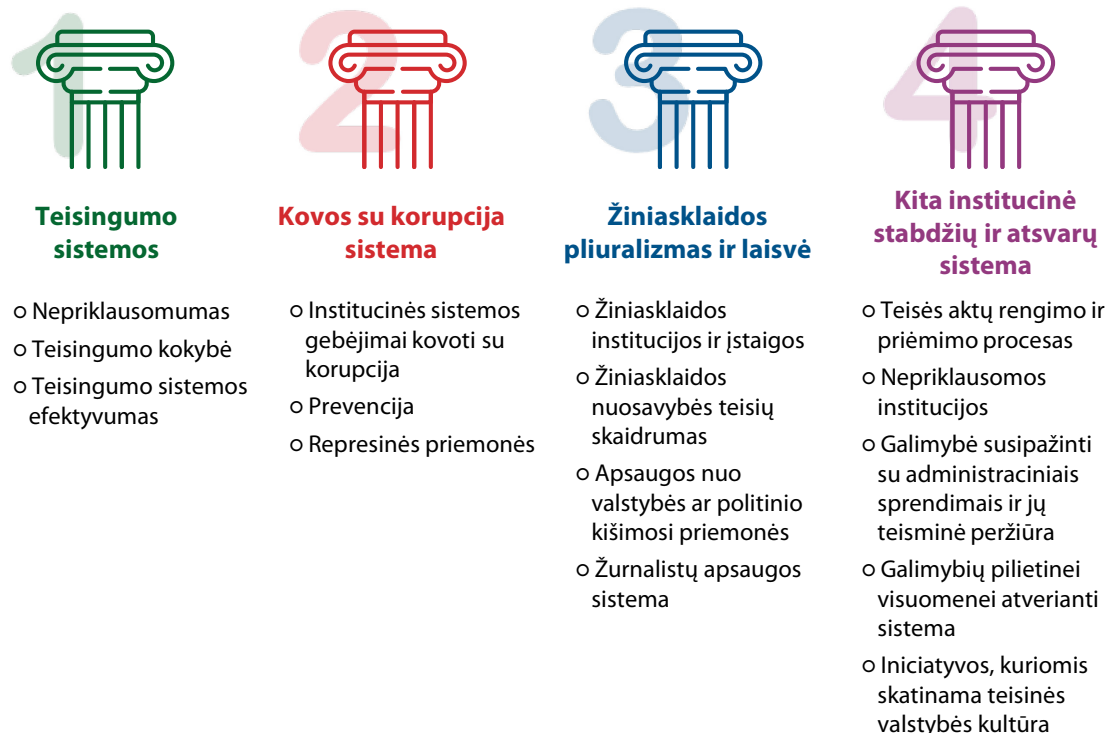 1
Teisingumo
sistemos
○ Nepriklausomumas
○ Teisingumo kokybė
○ Teisingumo sistemos
efektyvumas
2
Kovos su korupcija
sistema
○ Institucinės sistemos
gebėjimai kovoti su
korupcija
○ Prevencija
○ Represinės priemonės
3
Žiniasklaidos
pliuralizmas ir laisvė
○ Žiniasklaidos
institucijos ir įstaigos
○ Žiniasklaidos
nuosavybės teisių
skaidrumas
○ Apsaugos nuo
valstybės ar politinio
kišimosi priemonės
○ Žurnalistų apsaugos
sistema
4
Kita institucinė
stabdžių ir atsvarų
sistema
○ Teisės aktų rengimo ir
priėmimo procesas
○ Nepriklausomos
institucijos
○ Galimybė susipažinti
su administraciniais
sprendimais ir jų
teisminė peržiūra
○ Galimybių pilietinei
visuomenei atverianti
sistema
○ Iniciatyvos, kuriomis
skatinama teisinės
valstybės kultūra